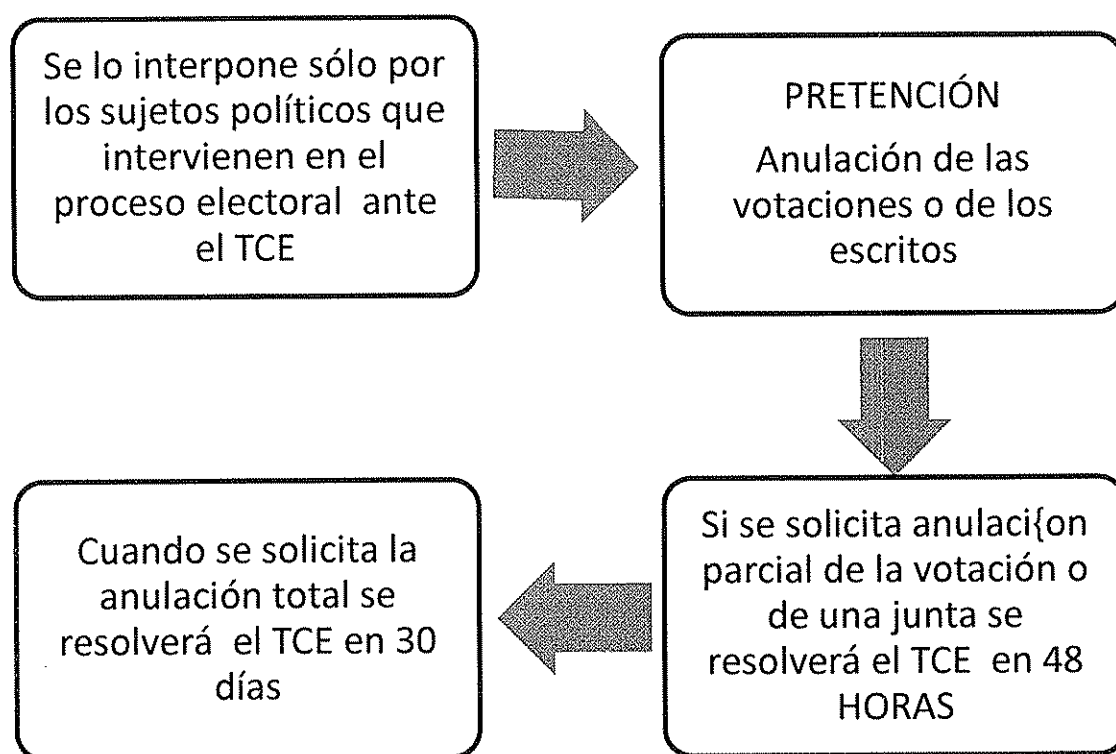 Se lo interpone sólo por
los sujetos políticos que
intervienen en el
proceso electoral ante
el TCE
PRETENCIÓN
Anulación de las
votaciones o de los
escritos
Si se solicita anulaci{on
parcial de la votación o
de una junta se
resolverá el TCE en 48
HORAS
Cuando se solicita la
anulación total se
resolverá el TCE en 30
días